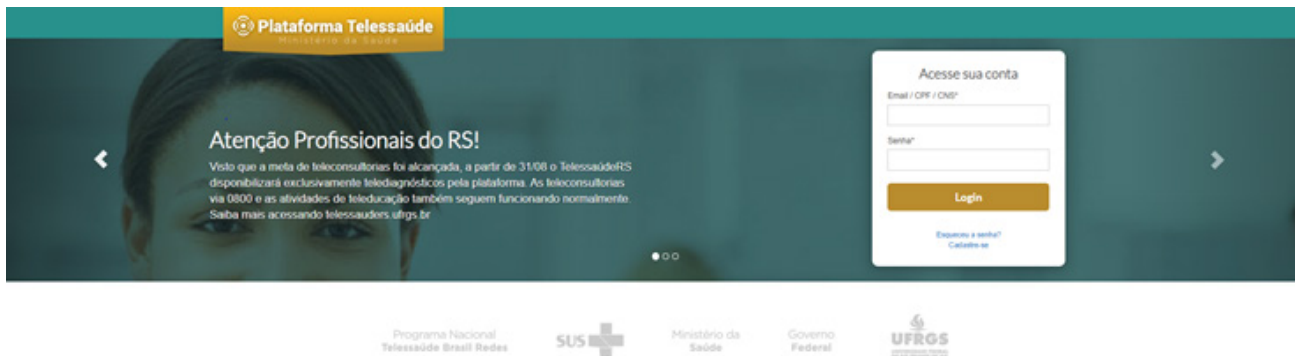 Plataforma Telessaúde
Ministério da Saúde
Atenção Profissionais do RS!
Visto que a meta de teleconsultorias foi alcançada, a partir de 31/08 o TelessaúdeRS
disponibilizará exclusivamente telediagnósticos pela plataforma. As teleconsultorias
via 0800 e as atividades de teleducação também seguem funcionando normalmente.
Saiba mais acessando telessauders.ufrgs.br
Acesse sua conta
Email / CPF / CNS*
Senha*
Login
Esqueceu a senha?
Cadastre-se
Programa Nacional
Telessaúde Brasil Redes
SUS
Ministério da
Saúde
Governo
Federal
UFRGS